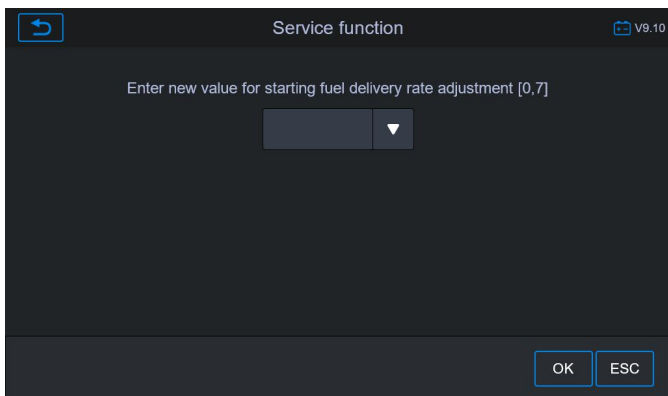 Service function
V9.10
Enter new value for starting fuel delivery rate adjustment [0,7]
OK
ESC